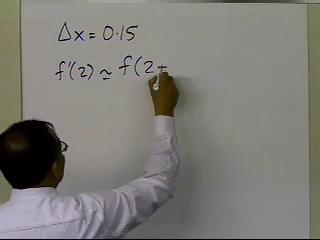 Δx = 0.15
f'(2) ≃ f(2+